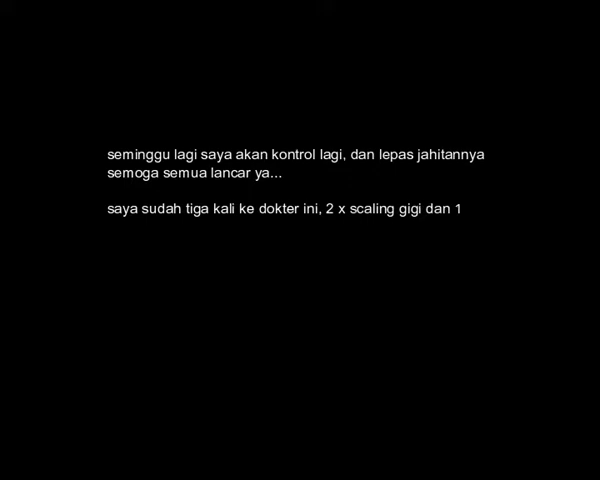 seminggu lagi saya akan kontrol lagi, dan lepas jahitannya
semoga semua lancar ya...
saya sudah tiga kali ke dokter ini, 2 x scaling gigi dan 1